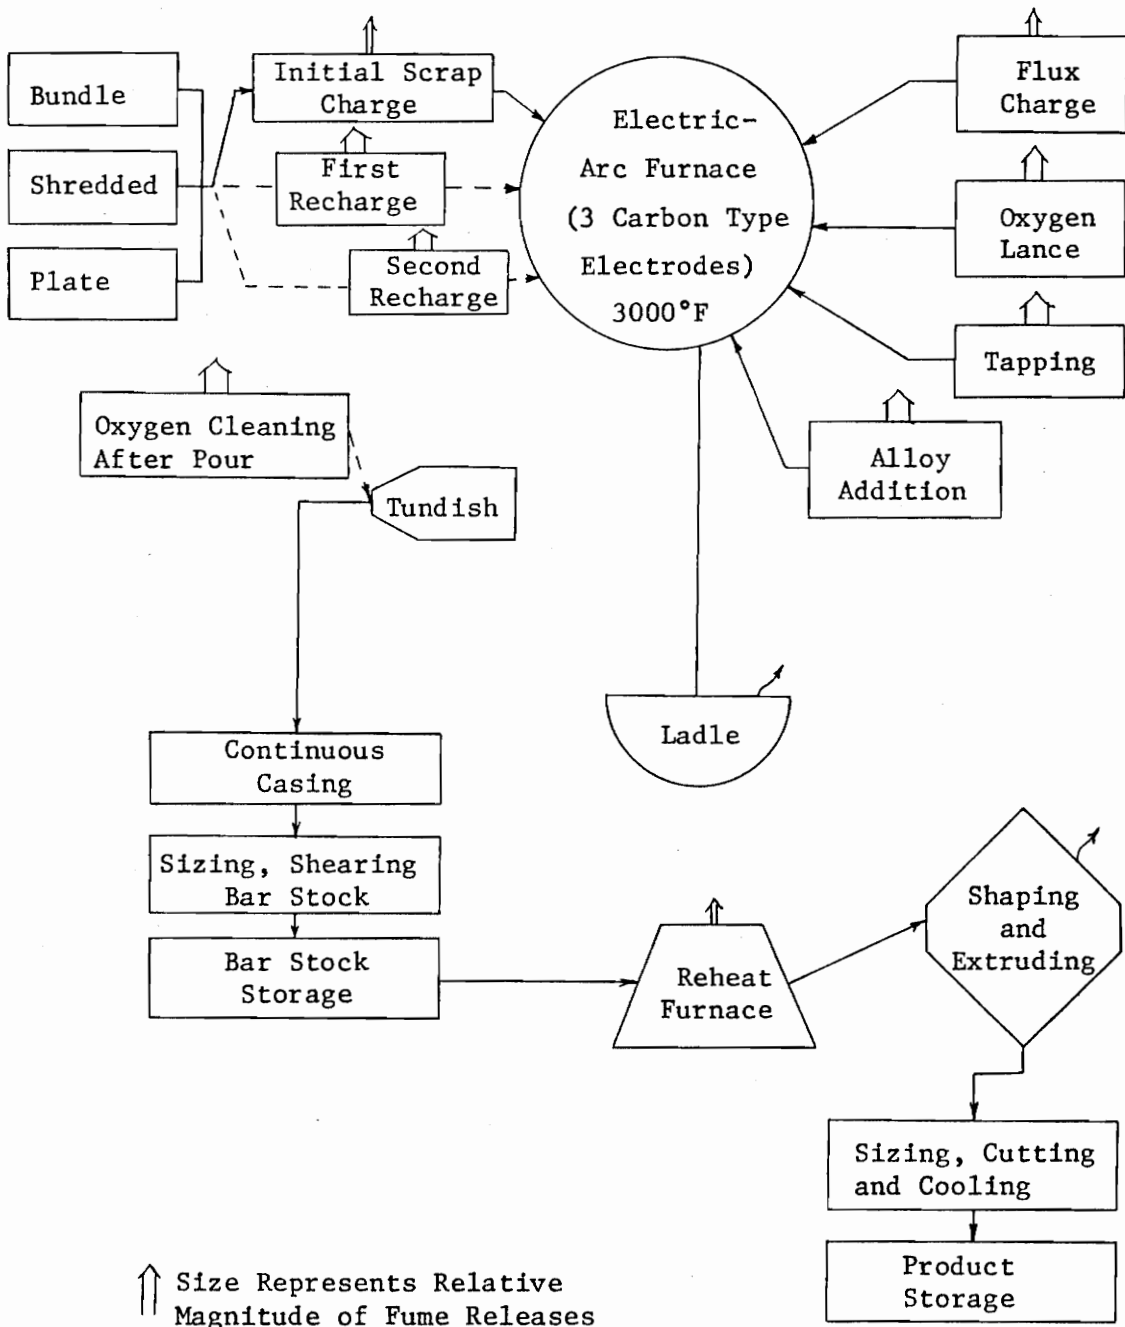 Bundle
Shredded
Plate
Initial Scrap
Charge
First
Recharge
Second
Recharge
Electric-
Arc Furnace
(3 Carbon Type
Electrodes)
3000°F
Flux
Charge
Oxygen
Lance
Tapping
Alloy
Addition
Oxygen Cleaning
After Pour
Tundish
Ladle
Continuous
Casing
Sizing, Shearing
Bar Stock
Bar Stock
Storage
Reheat
Furnace
Shaping
and
Extruding
Sizing, Cutting
and Cooling
Product
Storage
Size Represents Relative
Magnitude of Fume Releases